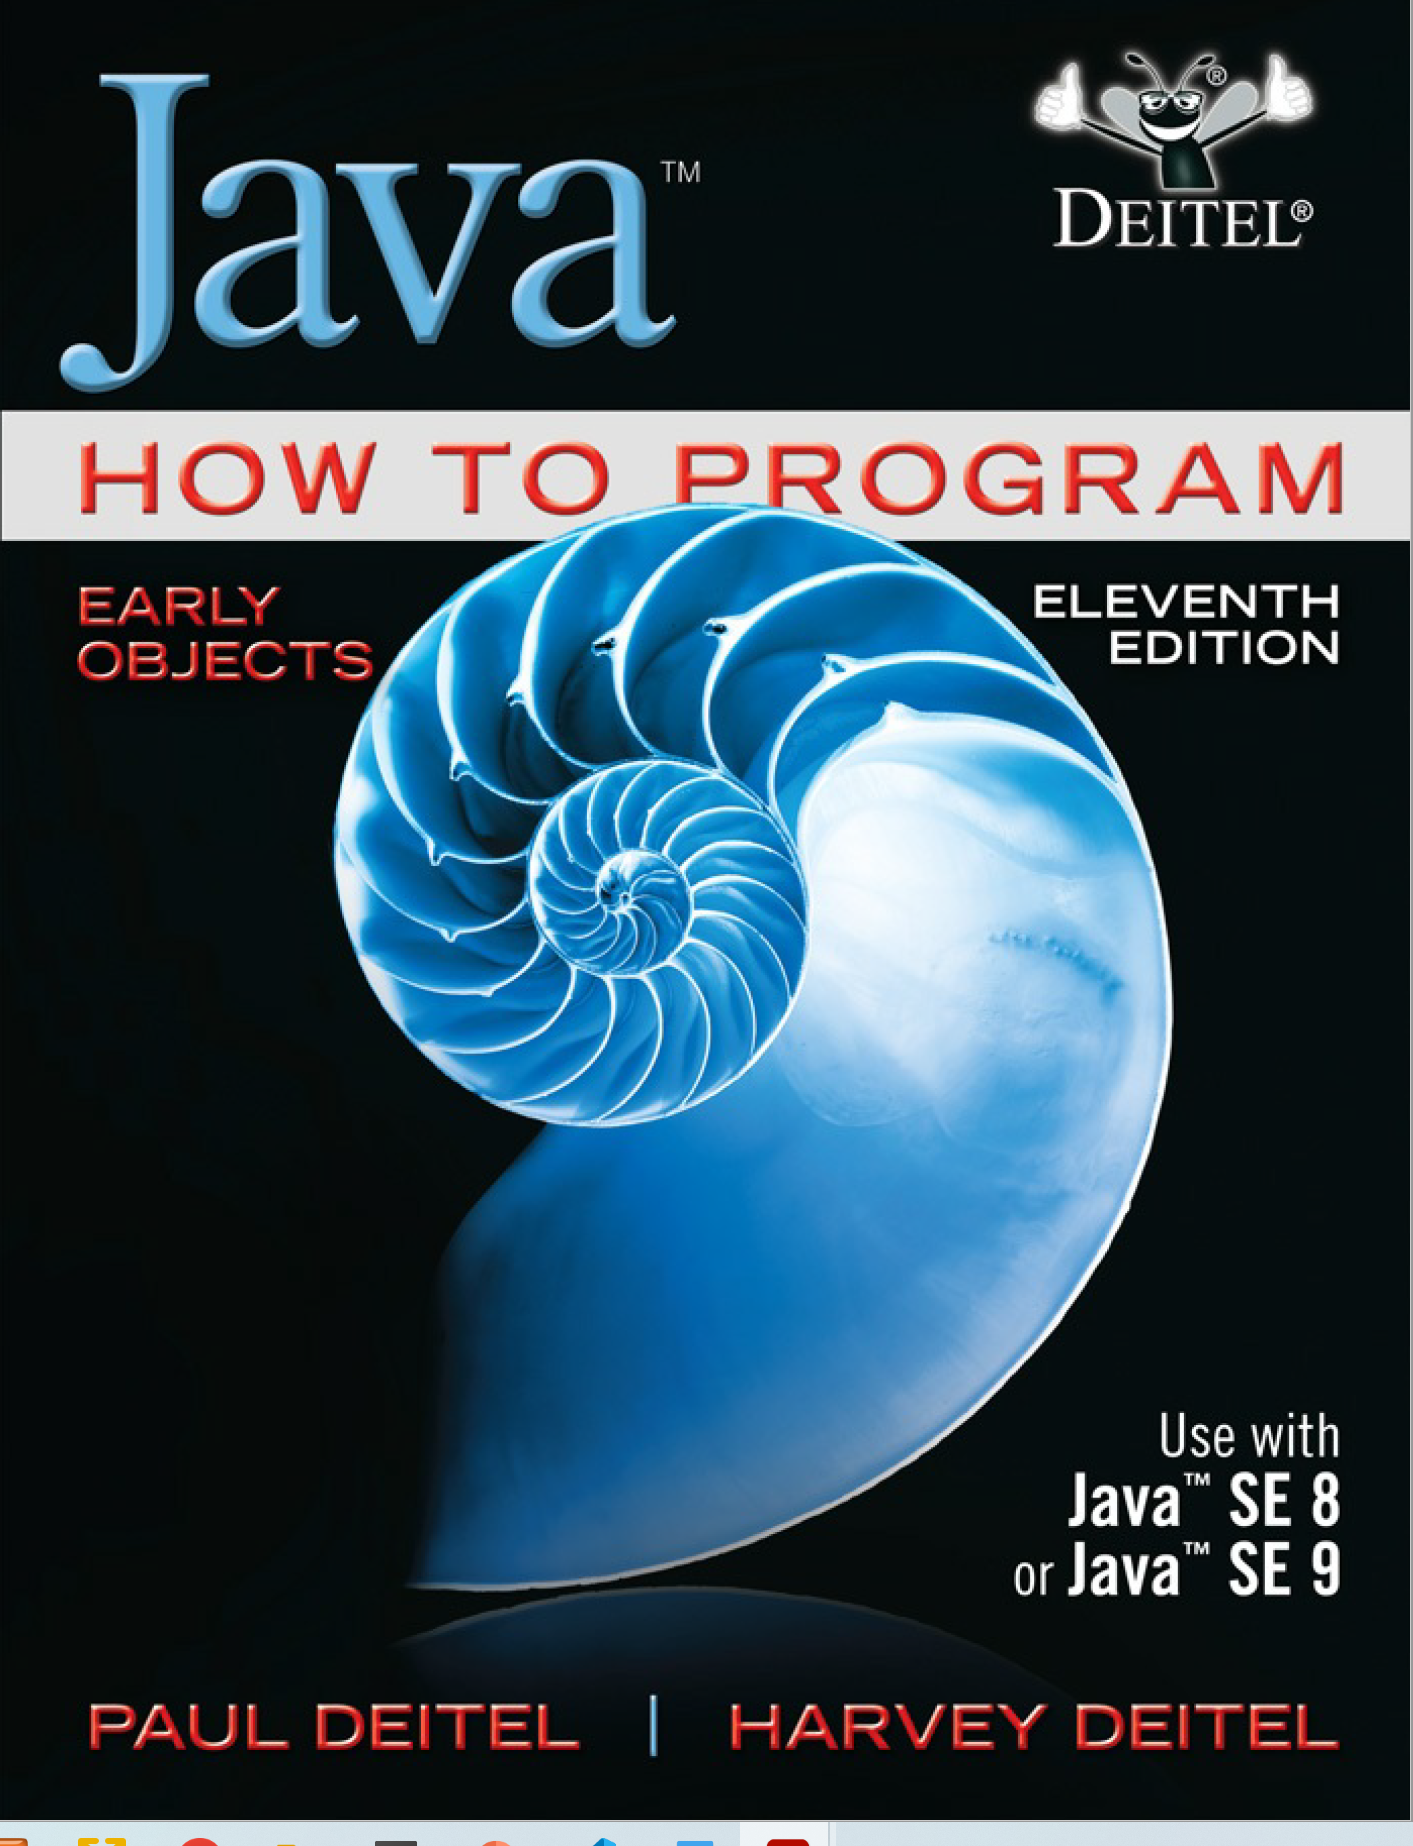 Java™
DEITEL®
HOW TO PROGRAM
EARLY
OBJECTS
ELEVENTH
EDITION
Use with
Java™ SE 8
or Java™ SE 9
PAUL DEITEL | HARVEY DEITEL